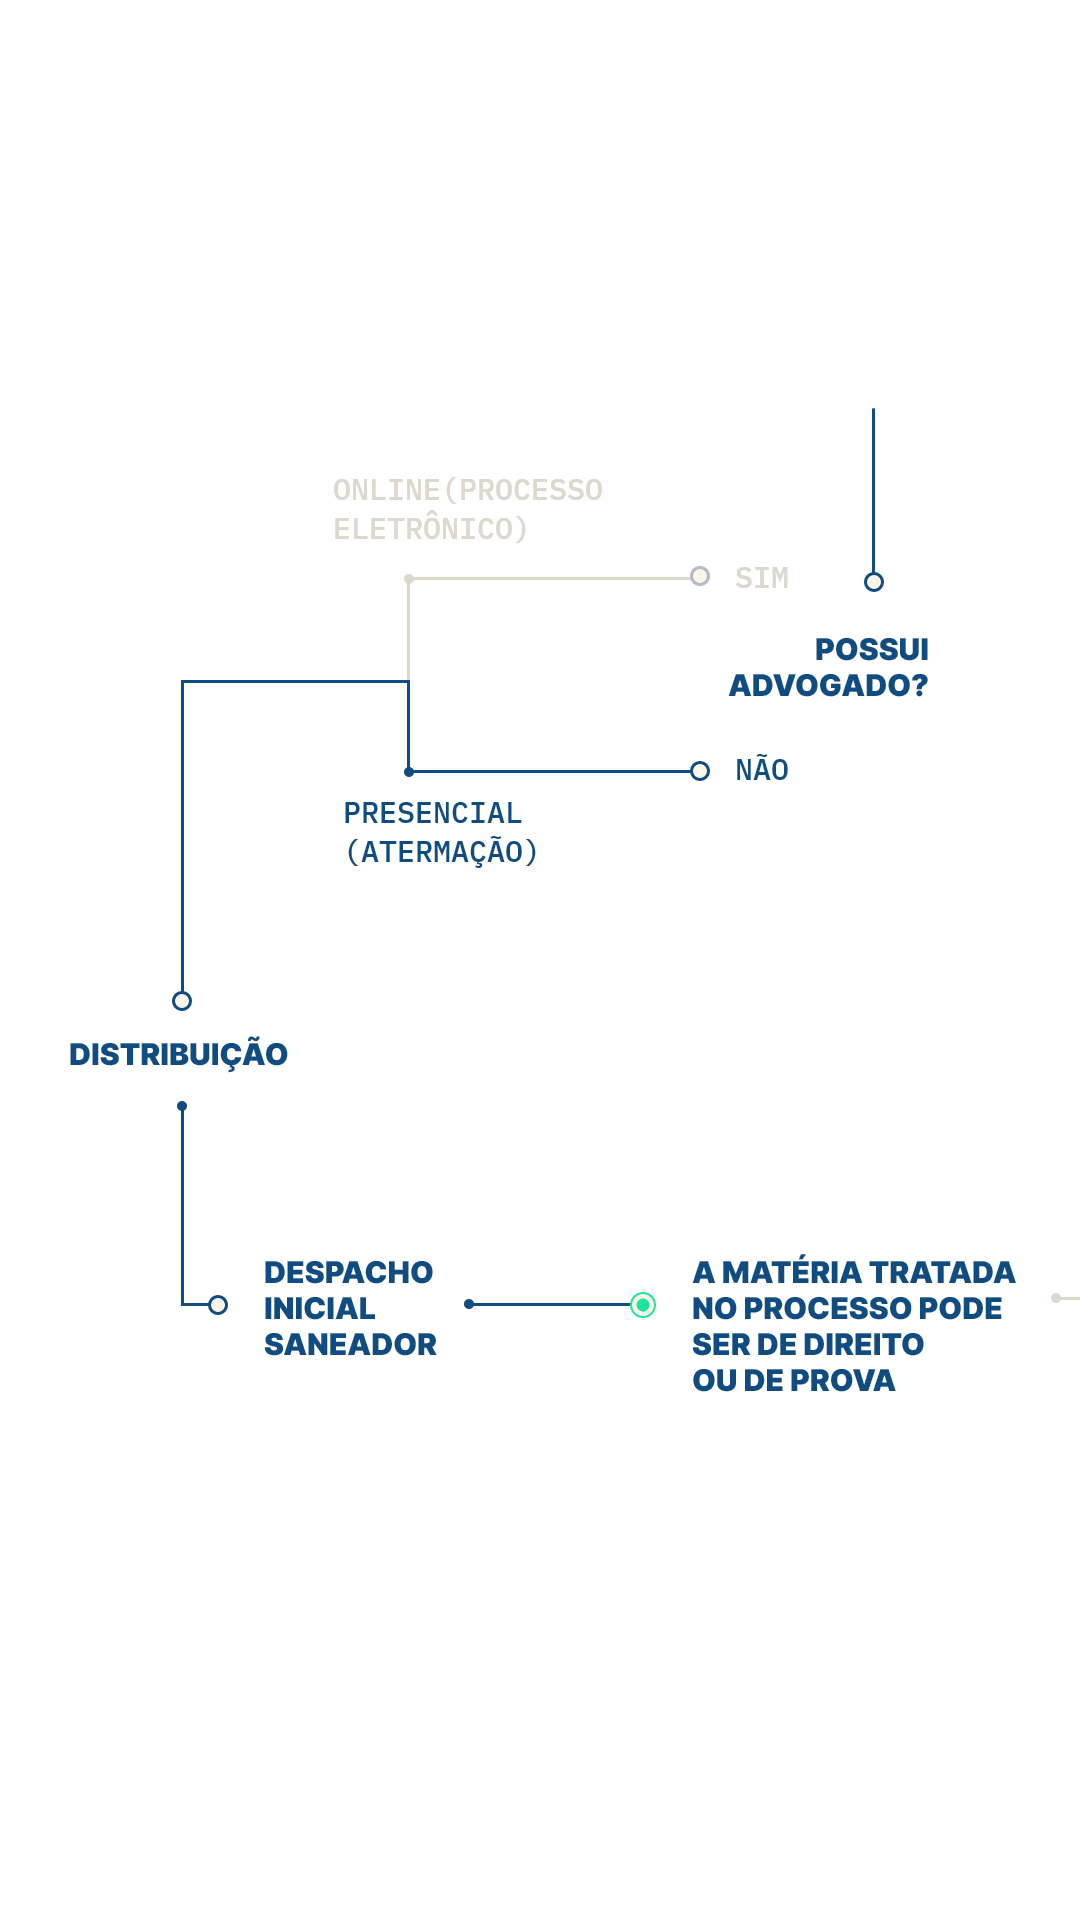 ONLINE(PROCESSO
ELETRÔNICO)
SIM
POSSUI
ADVOGADO?
NÃO
PRESENCIAL
(ATERMAÇÃO)
DISTRIBUIÇÃO
DESPACHO
INICIAL
SANEADOR
A MATÉRIA TRATADA
NO PROCESSO PODE
SER DE DIREITO
OU DE PROVA